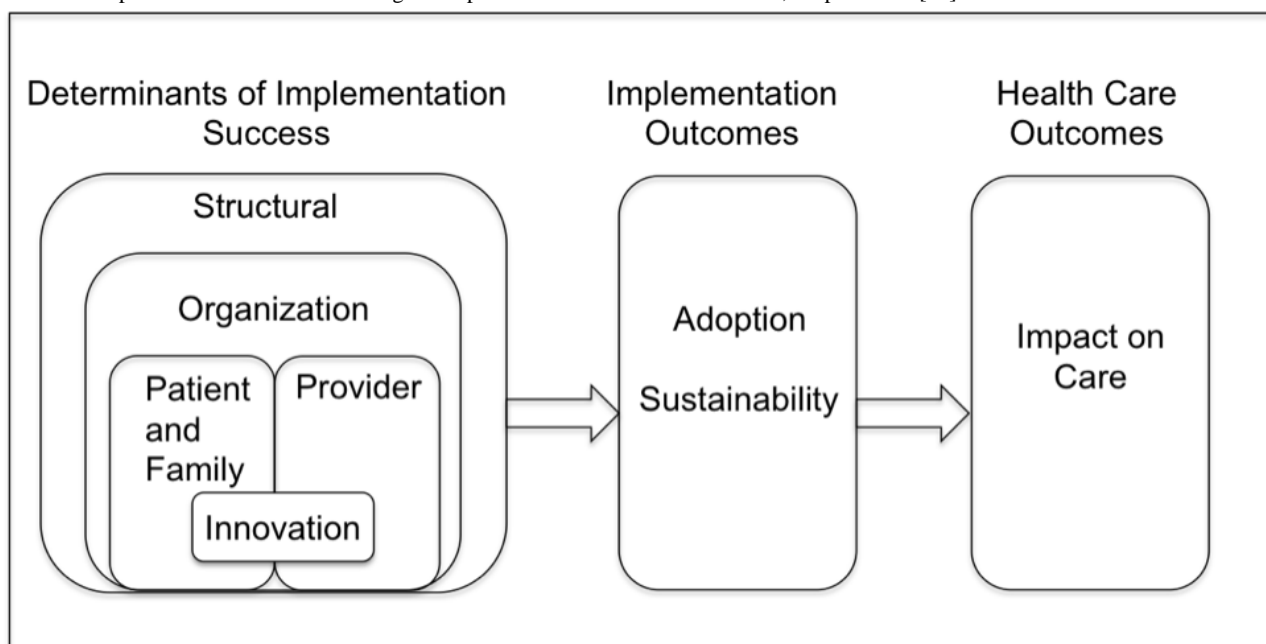 Determinants of Implementation
Success
Structural
Organization
Patient
and
Family
Provider
Innovation
Implementation
Outcomes
Adoption
Sustainability
Health Care
Outcomes
Impact on
Care